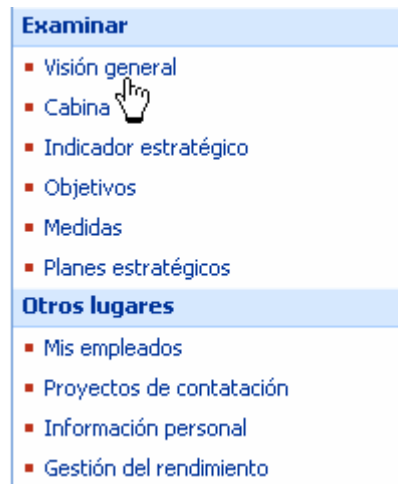 Examinar
Visión general
Cabina
Indicador estratégico
Objetivos
Medidas
Planes estratégicos
Otros lugares
Mis empleados
Proyectos de contatación
Información personal
Gestión del rendimiento